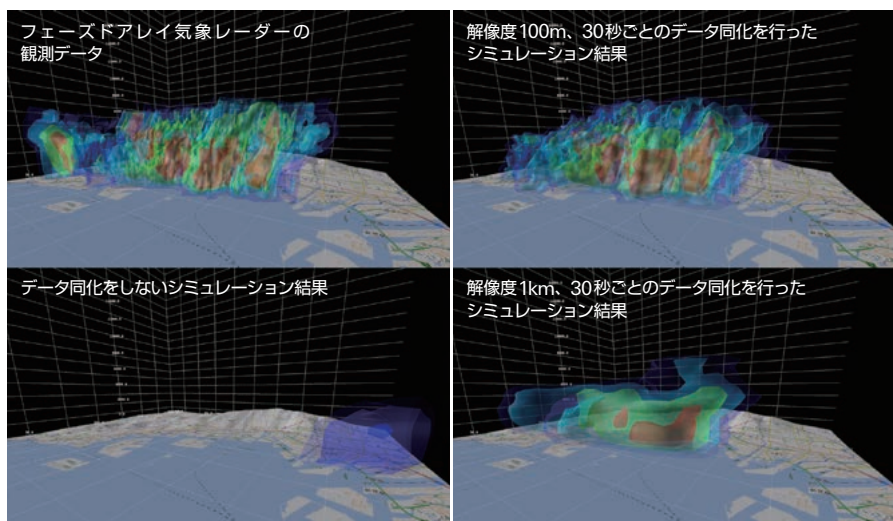 フェーズドアレイ気象レーダーの
観測データ
解像度100m、30秒ごとのデータ同化を行った
シミュレーション結果
データ同化をしないシミュレーション結果
解像度1km、30秒ごとのデータ同化を行った
シミュレーション結果